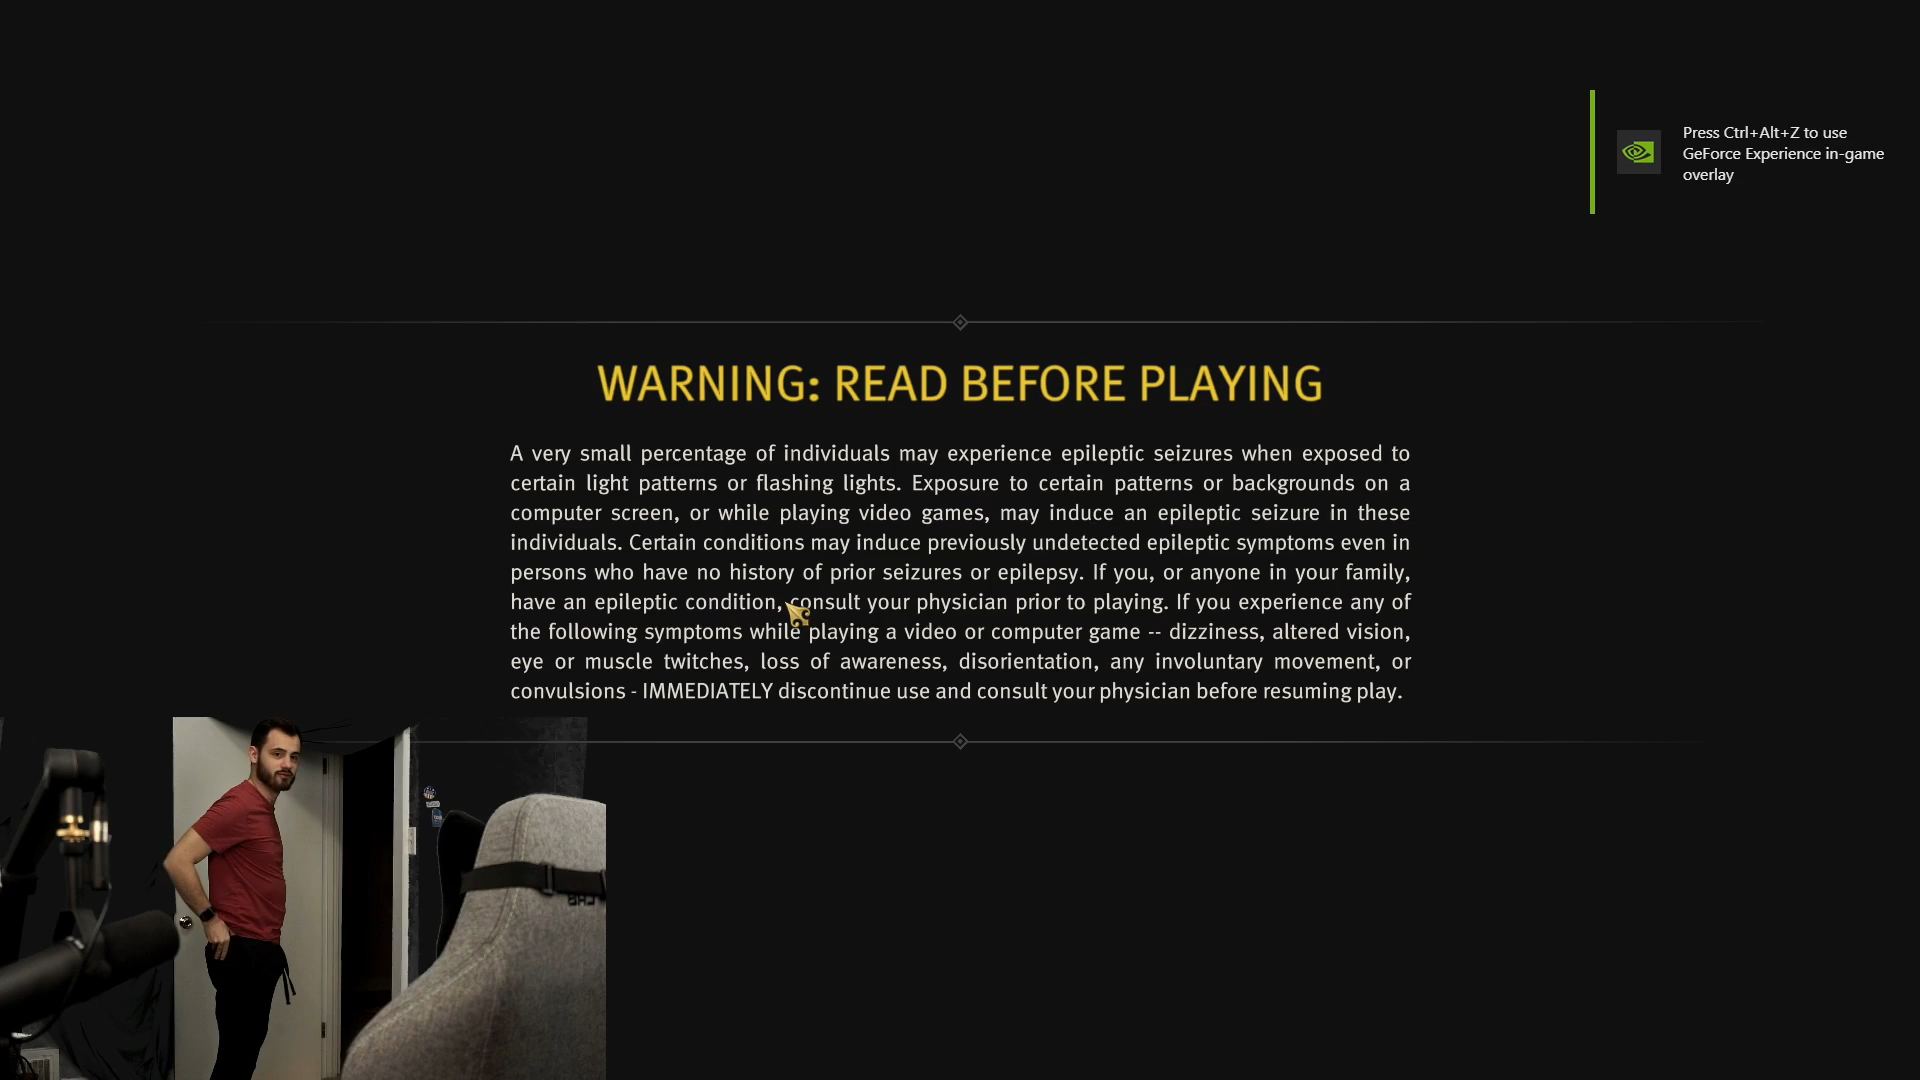 Press Ctrl+Alt+Z to use
GeForce Experience in-game
overlay
WARNING: READ BEFORE PLAYING
A very small percentage of individuals may experience epileptic seizures when exposed to
certain light patterns or flashing lights. Exposure to certain patterns or backgrounds on a
computer screen, or while playing video games, may induce an epileptic seizure in these
individuals. Certain conditions may induce previously undetected epileptic symptoms even in
persons who have no history of prior seizures or epilepsy. If you, or anyone in your family,
have an epileptic condition, consult your physician prior to playing. If you experience any of
the following symptoms while playing a video or computer game -- dizziness, altered vision,
eye or muscle twitches, loss of awareness, disorientation, any involuntary movement, or
convulsions - IMMEDIATELY discontinue use and consult your physician before resuming play.